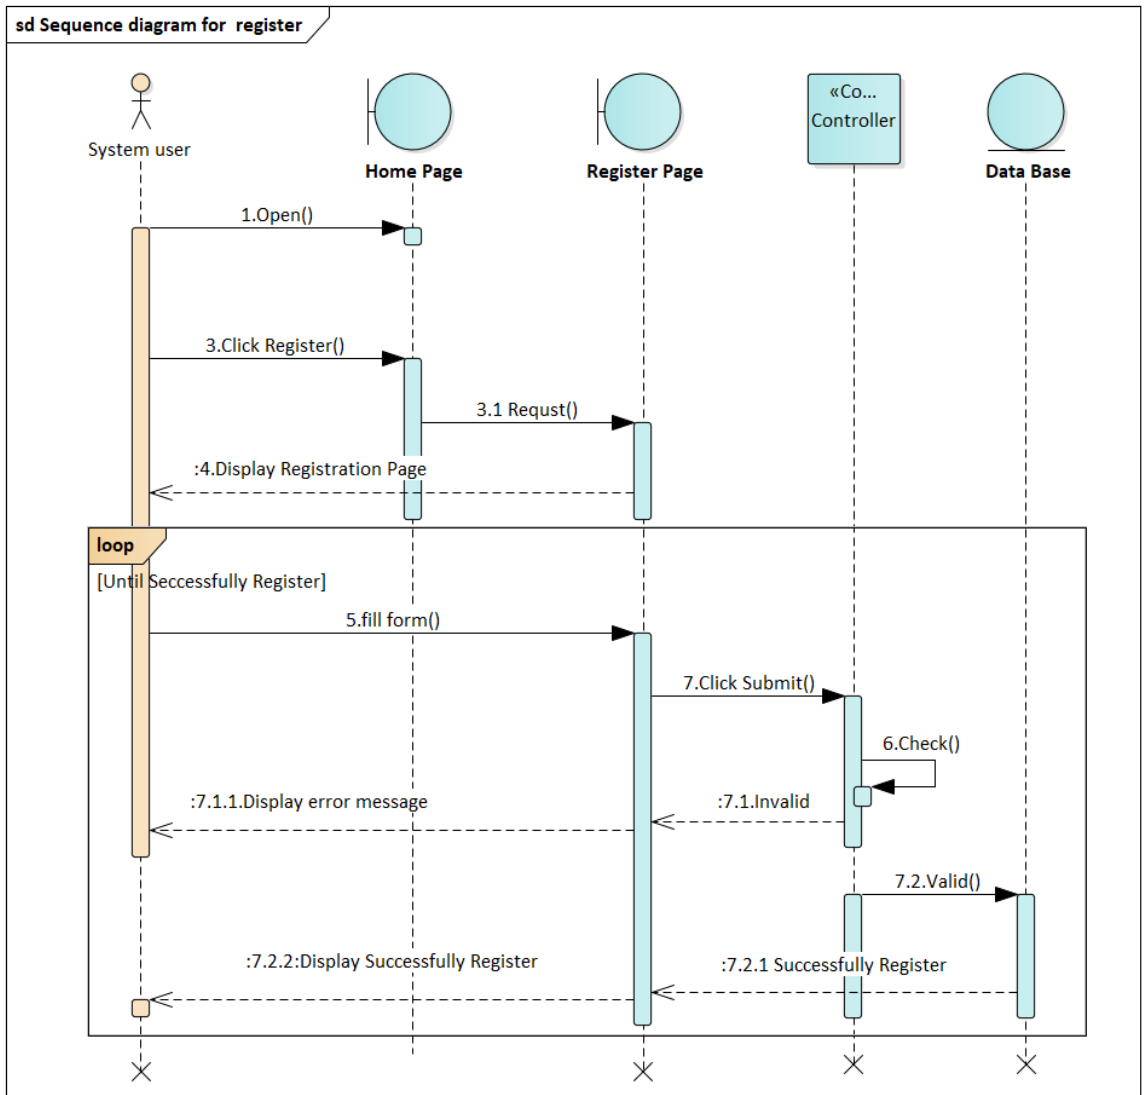 sd Sequence diagram for  register
System user
Home Page
Register Page
«Co...
Controller
Data Base
1.Open()
3.Click Register()
3.1 Requst()
:4.Display Registration Page
loop
[Until Seccessfully Register]
5.fill form()
7.Click Submit()
6.Check()
:7.1.1.Display error message
:7.1.Invalid
7.2.Valid()
:7.2.2:Display Successfully Register
:7.2.1 Successfully Register